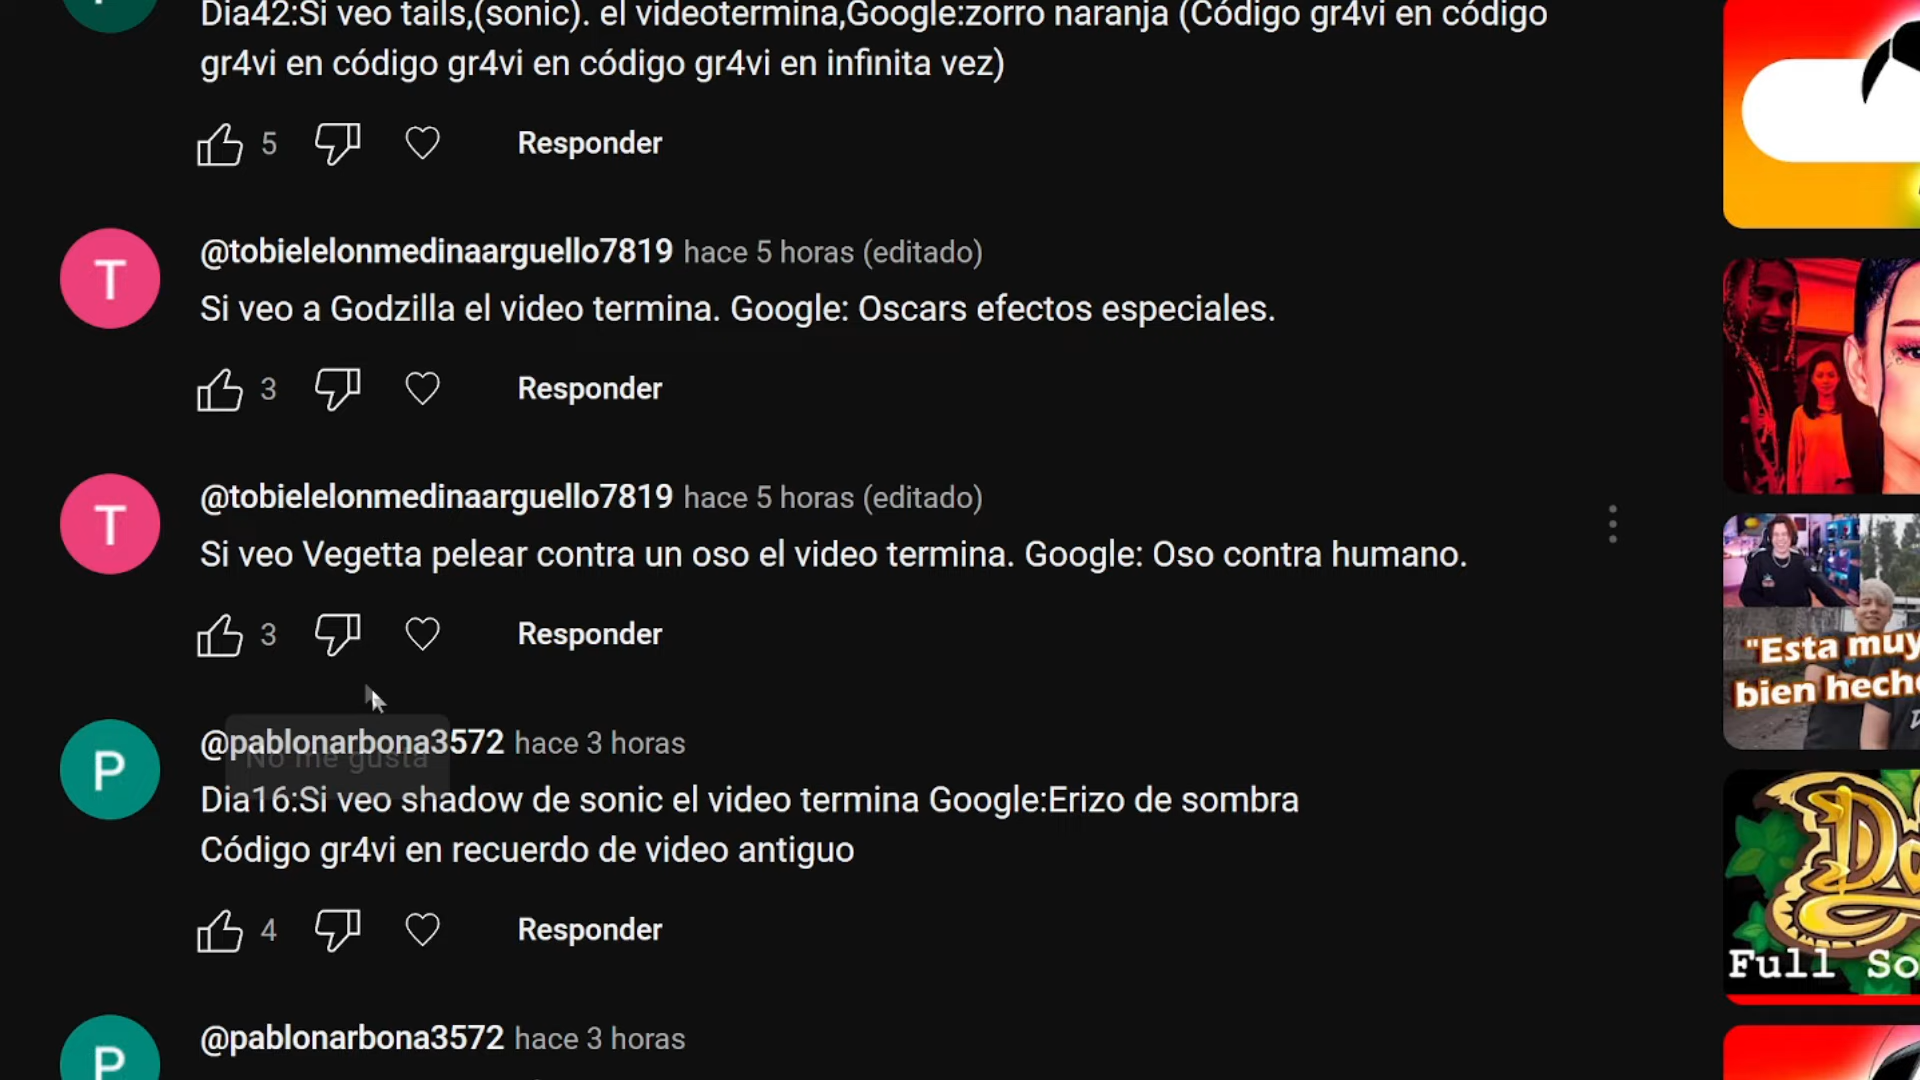 Dia42:Si veo tails,(sonic). el videotermina,Google:zorro naranja (Código gr4vi en código
gr4vi en código gr4vi en código gr4vi en infinita vez)
5
Responder
T
@tobielelonmedinaarguello7819 hace 5 horas (editado)
Si veo a Godzilla el video termina. Google: Oscars efectos especiales.
3
Responder
T
@tobielelonmedinaarguello7819 hace 5 horas (editado)
Si veo Vegetta pelear contra un oso el video termina. Google: Oso contra humano.
3
Responder
P
@pablonarbona3572 hace 3 horas
No me gusta
Dia16:Si veo shadow de sonic el video termina Google:Erizo de sombra
Código gr4vi en recuerdo de video antiguo
4
Responder
P
@pablonarbona3572 hace 3 horas
"Esta muy
bien hech
Full So